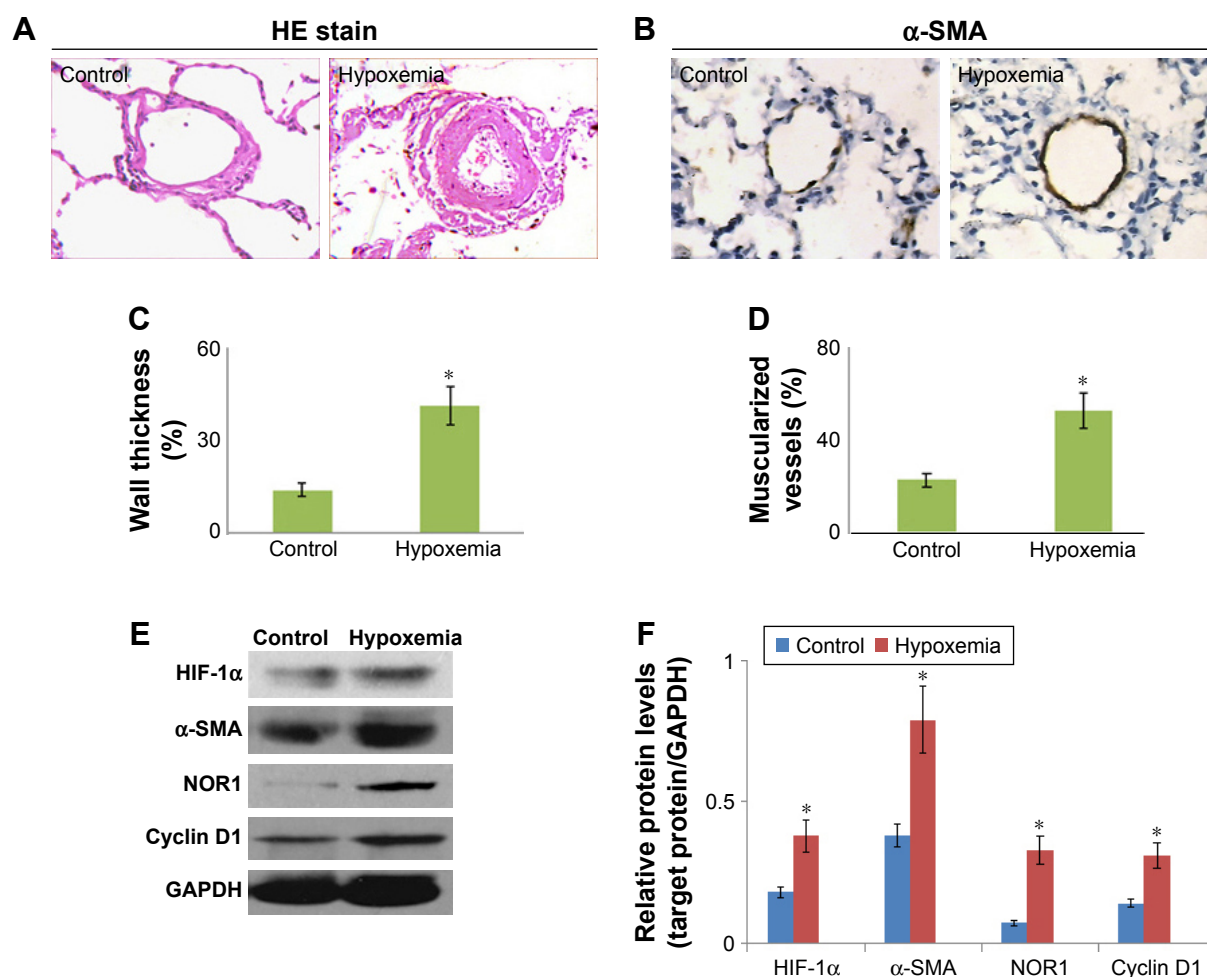 A
HE stain
Control
Hypoxemia
B
α-SMA
Control
Hypoxemia
C
Wall thickness
(%)
60
30
0
*
Control
Hypoxemia
D
Muscularized
vessels (%)
80
40
0
*
Control
Hypoxemia
E
Control
Hypoxemia
HIF-1α
α-SMA
NOR1
Cyclin D1
GAPDH
F
Control
Hypoxemia
Relative protein levels
(target protein/GAPDH)
1
0.5
0
*
*
*
*
HIF-1α
α-SMA
NOR1
Cyclin D1